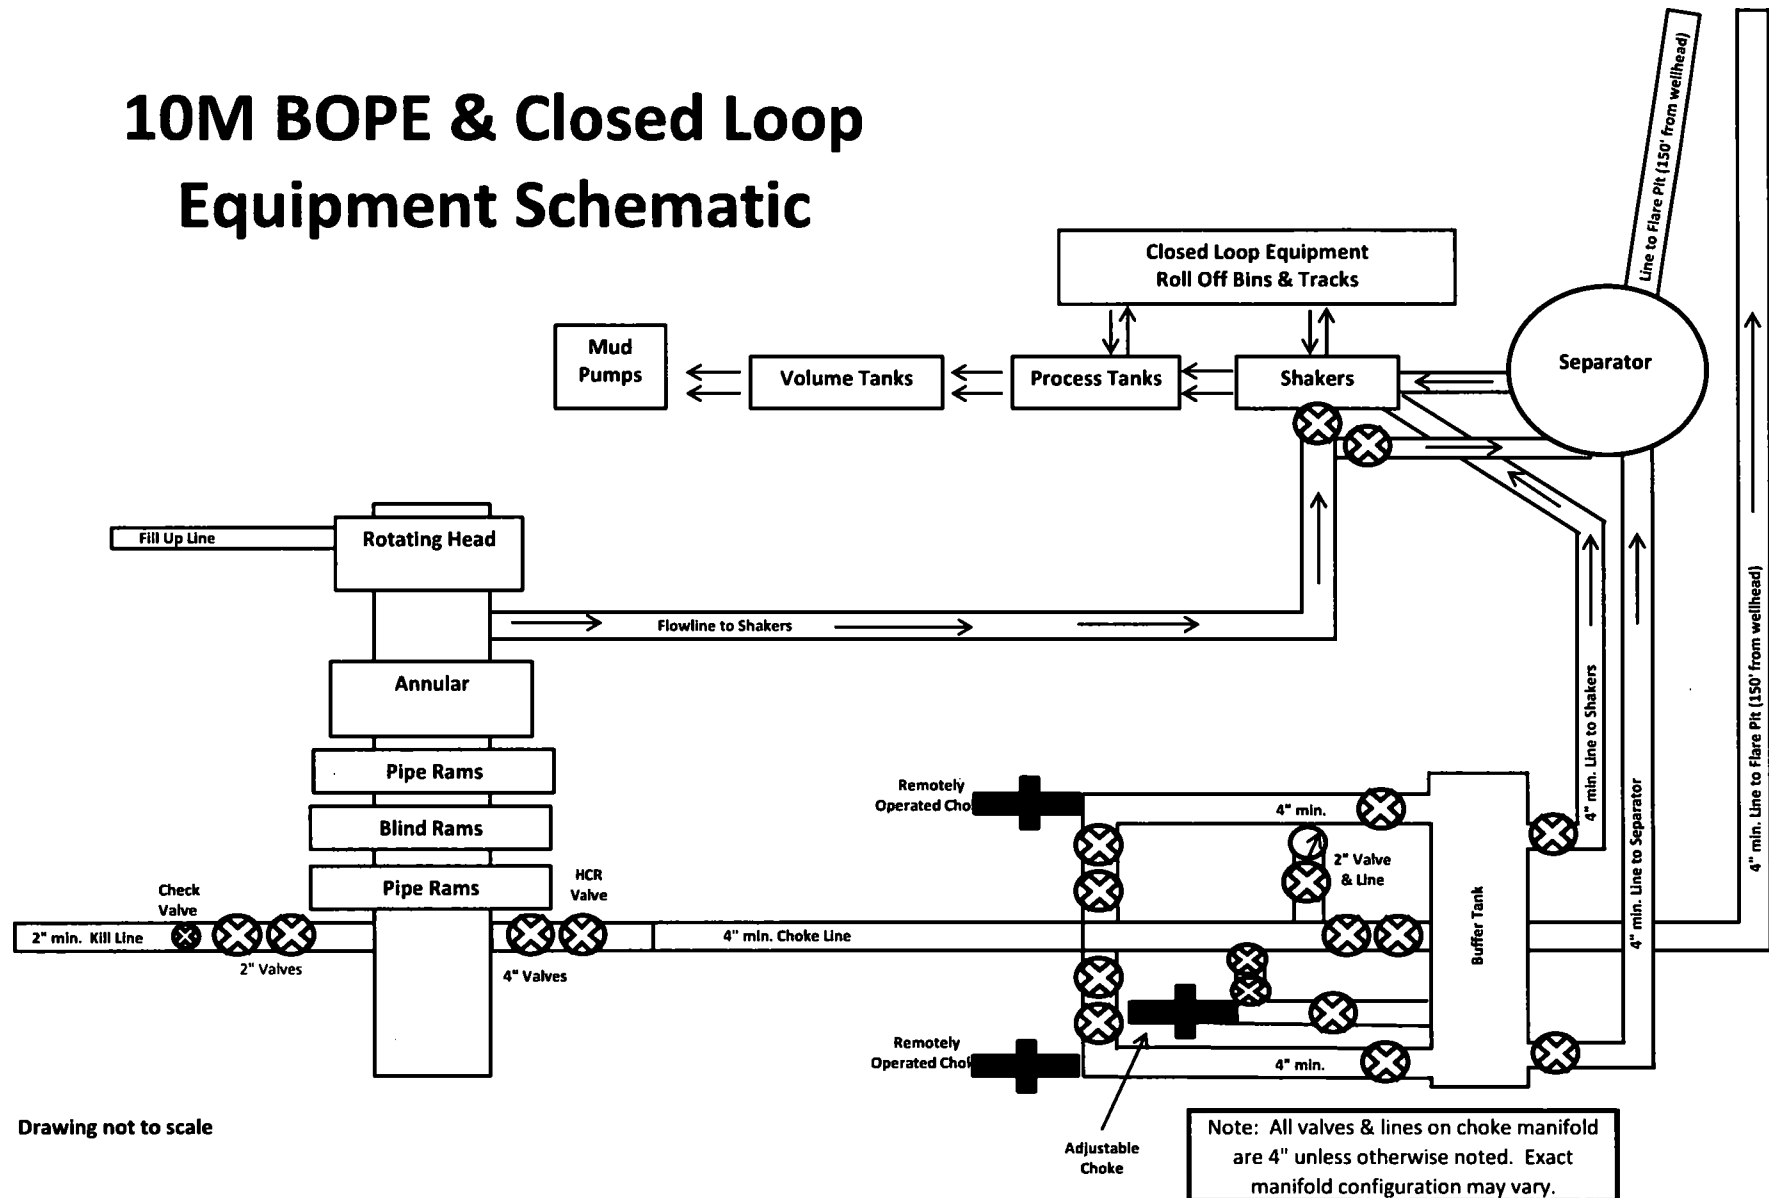 10M BOPE & Closed Loop
Equipment Schematic
Line to Flare Pit (150' from wellhead)
Closed Loop Equipment
Roll Off Bins & Tracks
Mud
Pumps
Volume Tanks
Process Tanks
Shakers
Separator
Fill Up Line
Rotating Head
Flowline to Shakers
Annular
Pipe Rams
Blind Rams
Pipe Rams
Check
Valve
HCR
Valve
2" min. Kill Line
2" Valves
4" Valves
4" min. Choke Line
Remotely
Operated Cho
4" min.
2" Valve
& Line
Buffer Tank
4" min. Line to Shakers
4" min. Line to Separator
4" min. Line to Flare Pit (150' from wellhead)
Remotely
Operated Cho
4" min.
Adjustable
Choke
Drawing not to scale
Note: All valves & lines on choke manifold
are 4" unless otherwise noted. Exact
manifold configuration may vary.